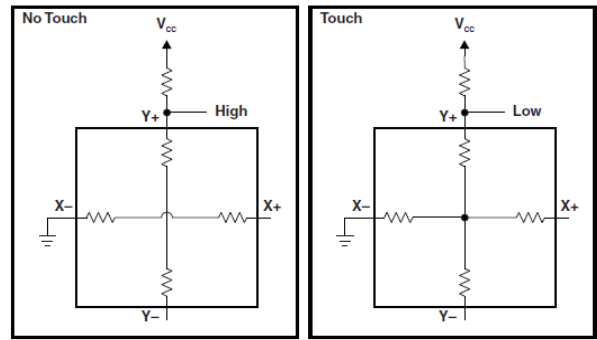 No Touch
Vcc
Y+
High
X–
X+
Y–
Touch
Vcc
Y+
Low
X–
X+
Y–